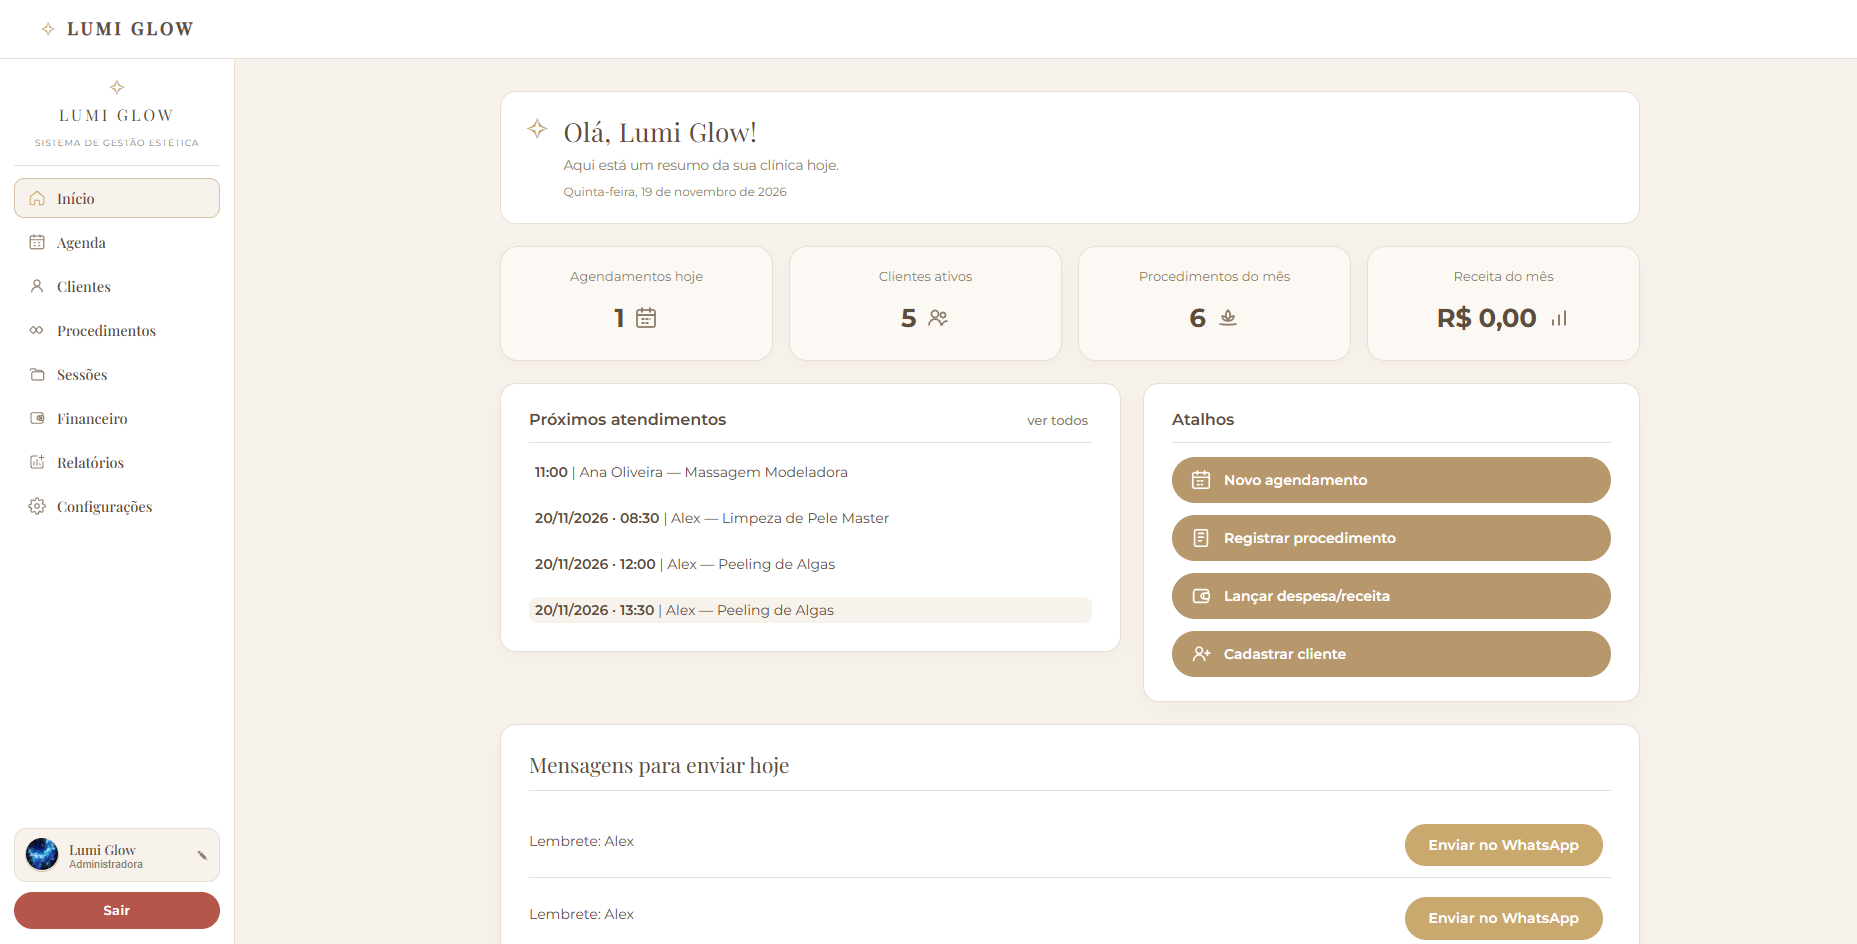 LUMI GLOW
LUMI GLOW
SISTEMA DE GESTÃO ESTÉTICA
Início
Agenda
Clientes
Procedimentos
Sessões
Financeiro
Relatórios
Configurações
Lumi Glow
Administradora
Sair
Olá, Lumi Glow!
Aqui está um resumo da sua clínica hoje.
Quinta-feira, 19 de novembro de 2026
Agendamentos hoje
1
Clientes ativos
5
Procedimentos do mês
6
Receita do mês
R$ 0,00
Próximos atendimentos
ver todos
11:00 | Ana Oliveira — Massagem Modeladora
20/11/2026 · 08:30 | Alex — Limpeza de Pele Master
20/11/2026 · 12:00 | Alex — Peeling de Algas
20/11/2026 · 13:30 | Alex — Peeling de Algas
Atalhos
Novo agendamento
Registrar procedimento
Lançar despesa/receita
Cadastrar cliente
Mensagens para enviar hoje
Lembrete: Alex
Enviar no WhatsApp
Lembrete: Alex
Enviar no WhatsApp